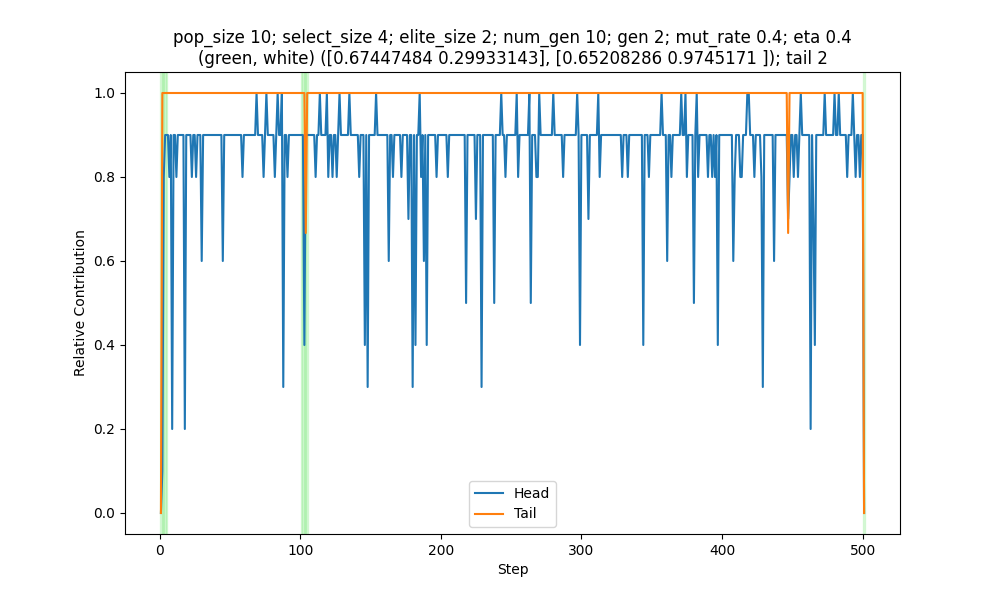 pop_size 10; select_size 4; elite_size 2; num_gen 10; gen 2; mut_rate 0.4; eta 0.4
(green, white) ([0.67447484 0.29933143], [0.65208286 0.9745171 ]); tail 2
1.0
0.8
0.6
0.4
0.2
0.0
Relative Contribution
Head
Tail
0 100 200 300 400 500
Step